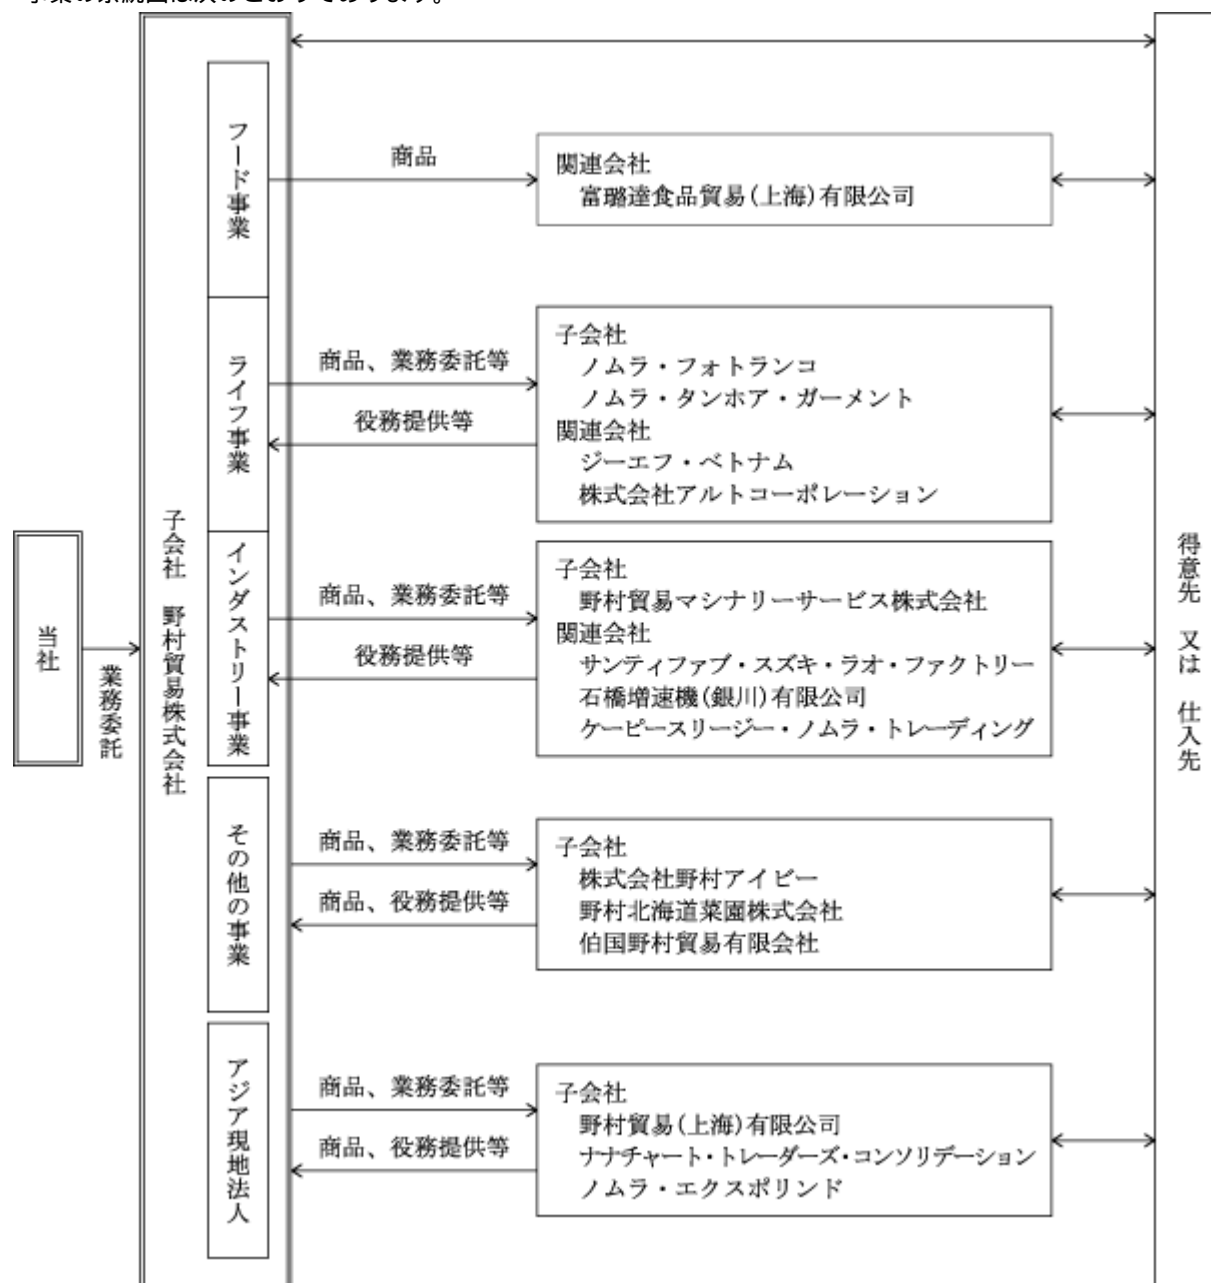 事業の系統図は次のとおりであります。
当社
業務委託
子会社 野村貿易株式会社
フード事業
商品
関連会社
富璐達食品貿易(上海)有限公司
ライフ事業
商品、業務委託等
役務提供等
子会社
ノムラ・フォトランコ
ノムラ・タンホア・ガーメント
関連会社
ジーエフ・ベトナム
株式会社アルトコーポレーション
インダストリー事業
商品、業務委託等
役務提供等
子会社
野村貿易マシナリーサービス株式会社
関連会社
サンティファブ・スズキ・ラオ・ファクトリー
石橋増速機(銀川)有限公司
ケーピースリージー・ノムラ・トレーディング
その他の事業
商品、業務委託等
商品、役務提供等
子会社
株式会社野村アイピー
野村北海道菜園株式会社
伯国野村貿易有限会社
アジア現地法人
商品、業務委託等
商品、役務提供等
子会社
野村貿易(上海)有限公司
ナナチャート・トレーダーズ・コンソリデーション
ノムラ・エクスポリンド
得意先 又は 仕入先